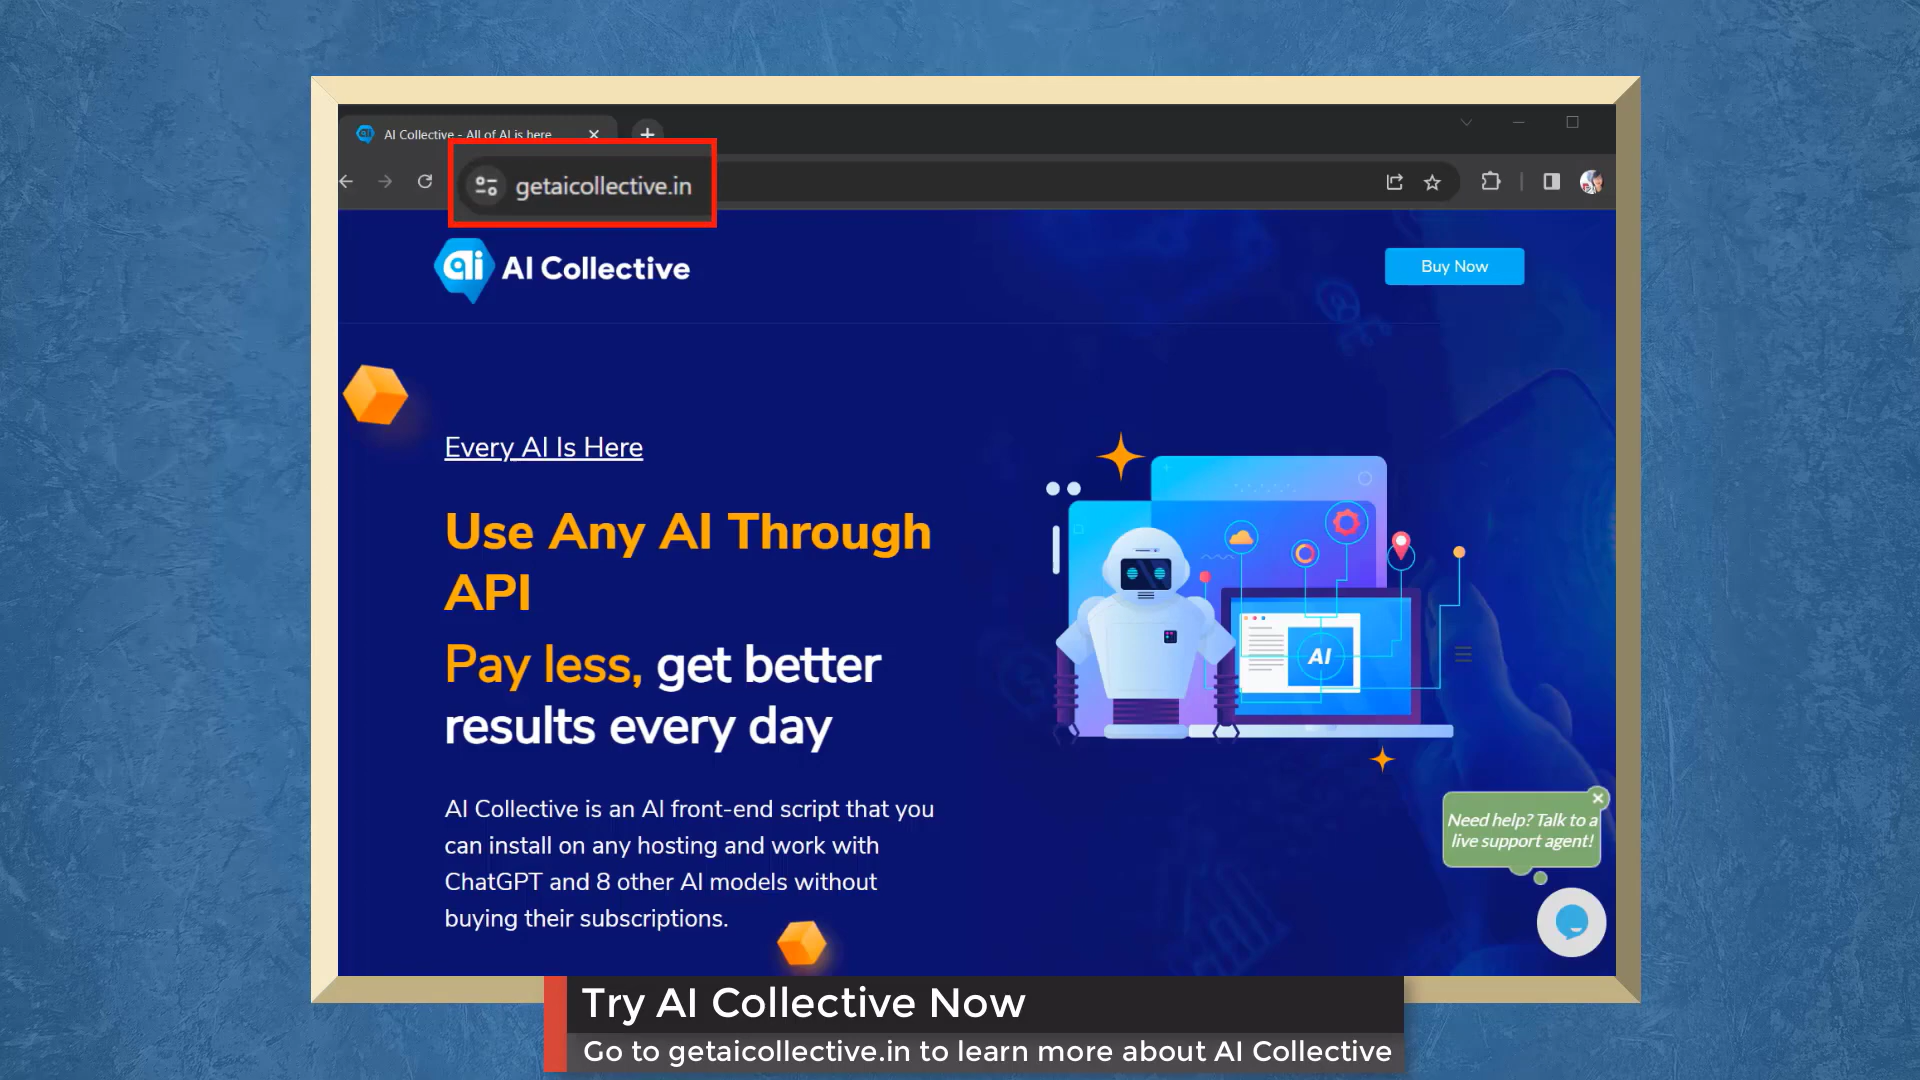 AI Collective - All of AI is here
getaicollective.in
ai AI Collective
Buy Now
Every AI Is Here
Use Any AI Through
API
Pay less, get better
results every day
AI
AI Collective is an AI front-end script that you
can install on any hosting and work with
ChatGPT and 8 other AI models without
buying their subscriptions.
Need help? Talk to a
live support agent!
Try AI Collective Now
Go to getaicollective.in to learn more about AI Collective